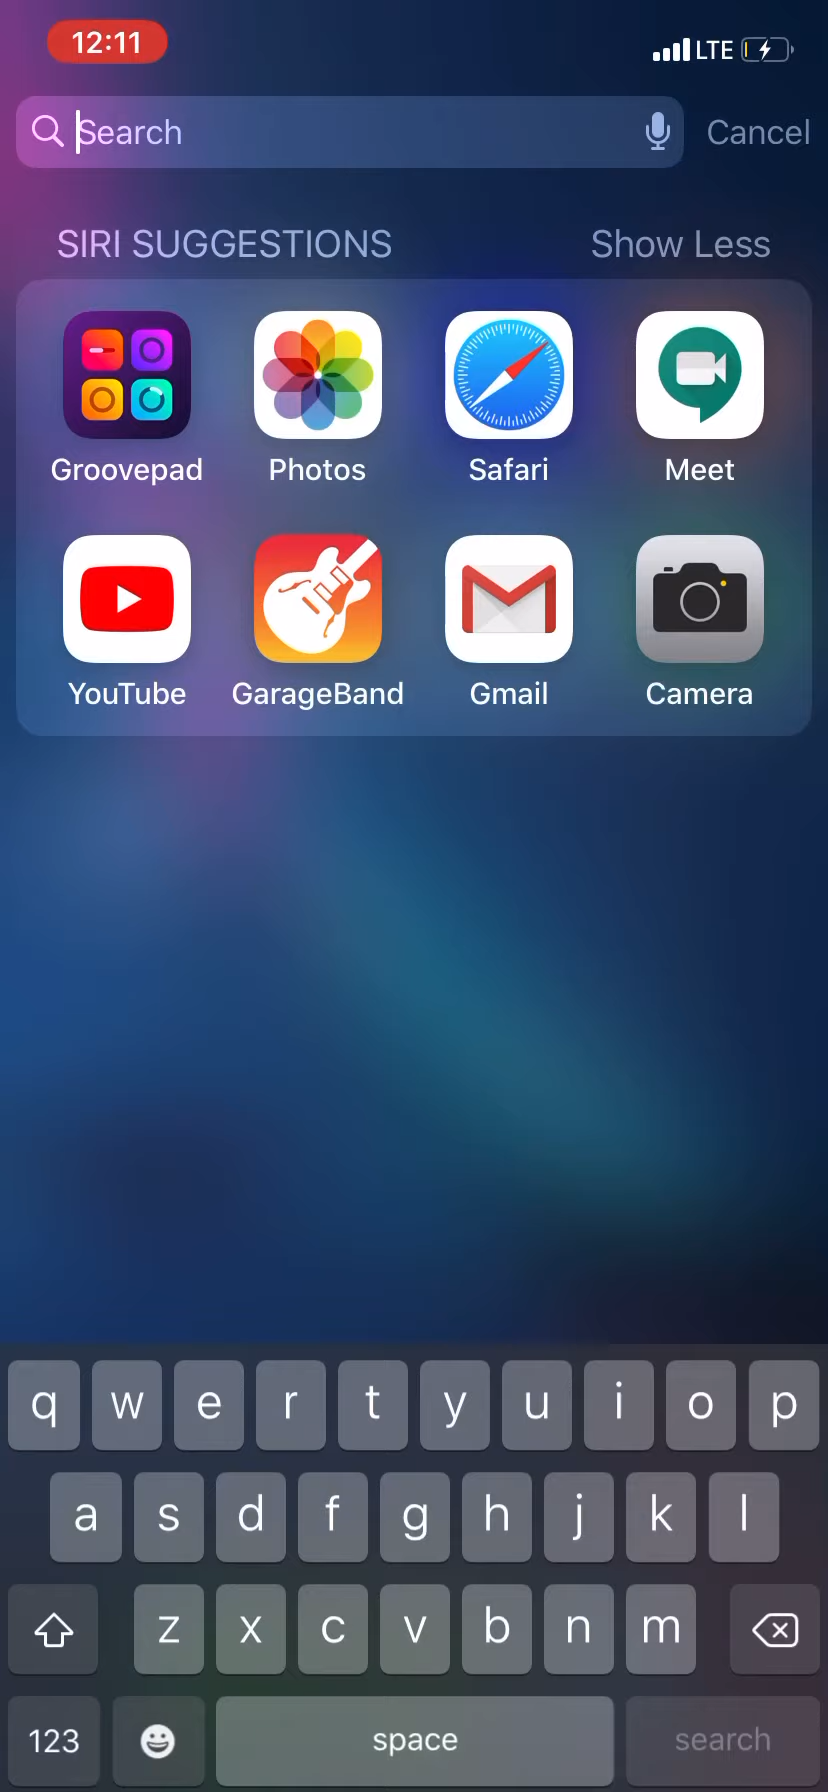 12:11 LTE
Search Cancel
SIRI SUGGESTIONS Show Less
Groovepad Photos Safari Meet
YouTube GarageBand Gmail Camera
q w e r t y u i o p
a s d f g h j k l
z x c v b n m
123 space search